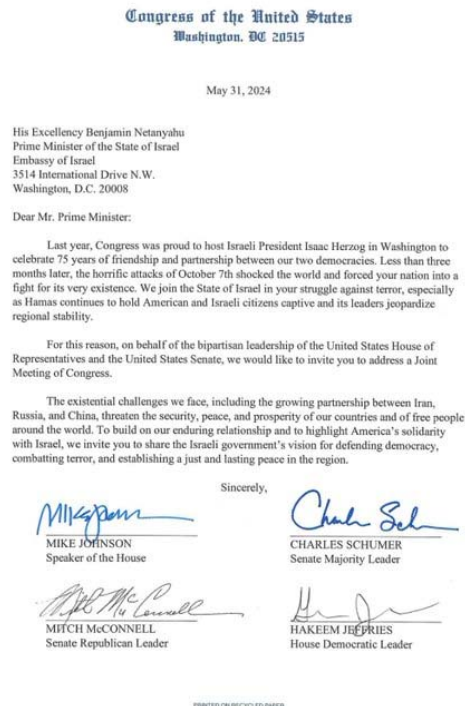 Congress of the United States
Washington, DC 20515
May 31, 2024
His Excellency Benjamin Netanyahu
Prime Minister of the State of Israel
Embassy of Israel
3514 International Drive N.W.
Washington, D.C. 20008
Dear Mr. Prime Minister:
Last year, Congress was proud to host Israeli President Isaac Herzog in Washington to
celebrate 75 years of friendship and partnership between our two democracies. Less than three
months later, the horrific attacks of October 7th shocked the world and forced your nation into a
fight for its very existence. We join the State of Israel in your struggle against terror, especially
as Hamas continues to hold American and Israeli citizens captive and its leaders jeopardize
regional stability.
For this reason, on behalf of the bipartisan leadership of the United States House of
Representatives and the United States Senate, we would like to invite you to address a Joint
Meeting of Congress.
The existential challenges we face, including the growing partnership between Iran,
Russia, and China, threaten the security, peace, and prosperity of our countries and of free people
around the world. To build on our enduring relationship and to highlight America's solidarity
with Israel, we invite you to share the Israeli government's vision for defending democracy,
combatting terror, and establishing a just and lasting peace in the region.
Sincerely,
MIKE JOHNSON
Speaker of the House
CHARLES SCHUMER
Senate Majority Leader
MITCH McCONNELL
Senate Republican Leader
HAKEEM JEFFRIES
House Democratic Leader
PRINTED ON RECYCLED PAPER